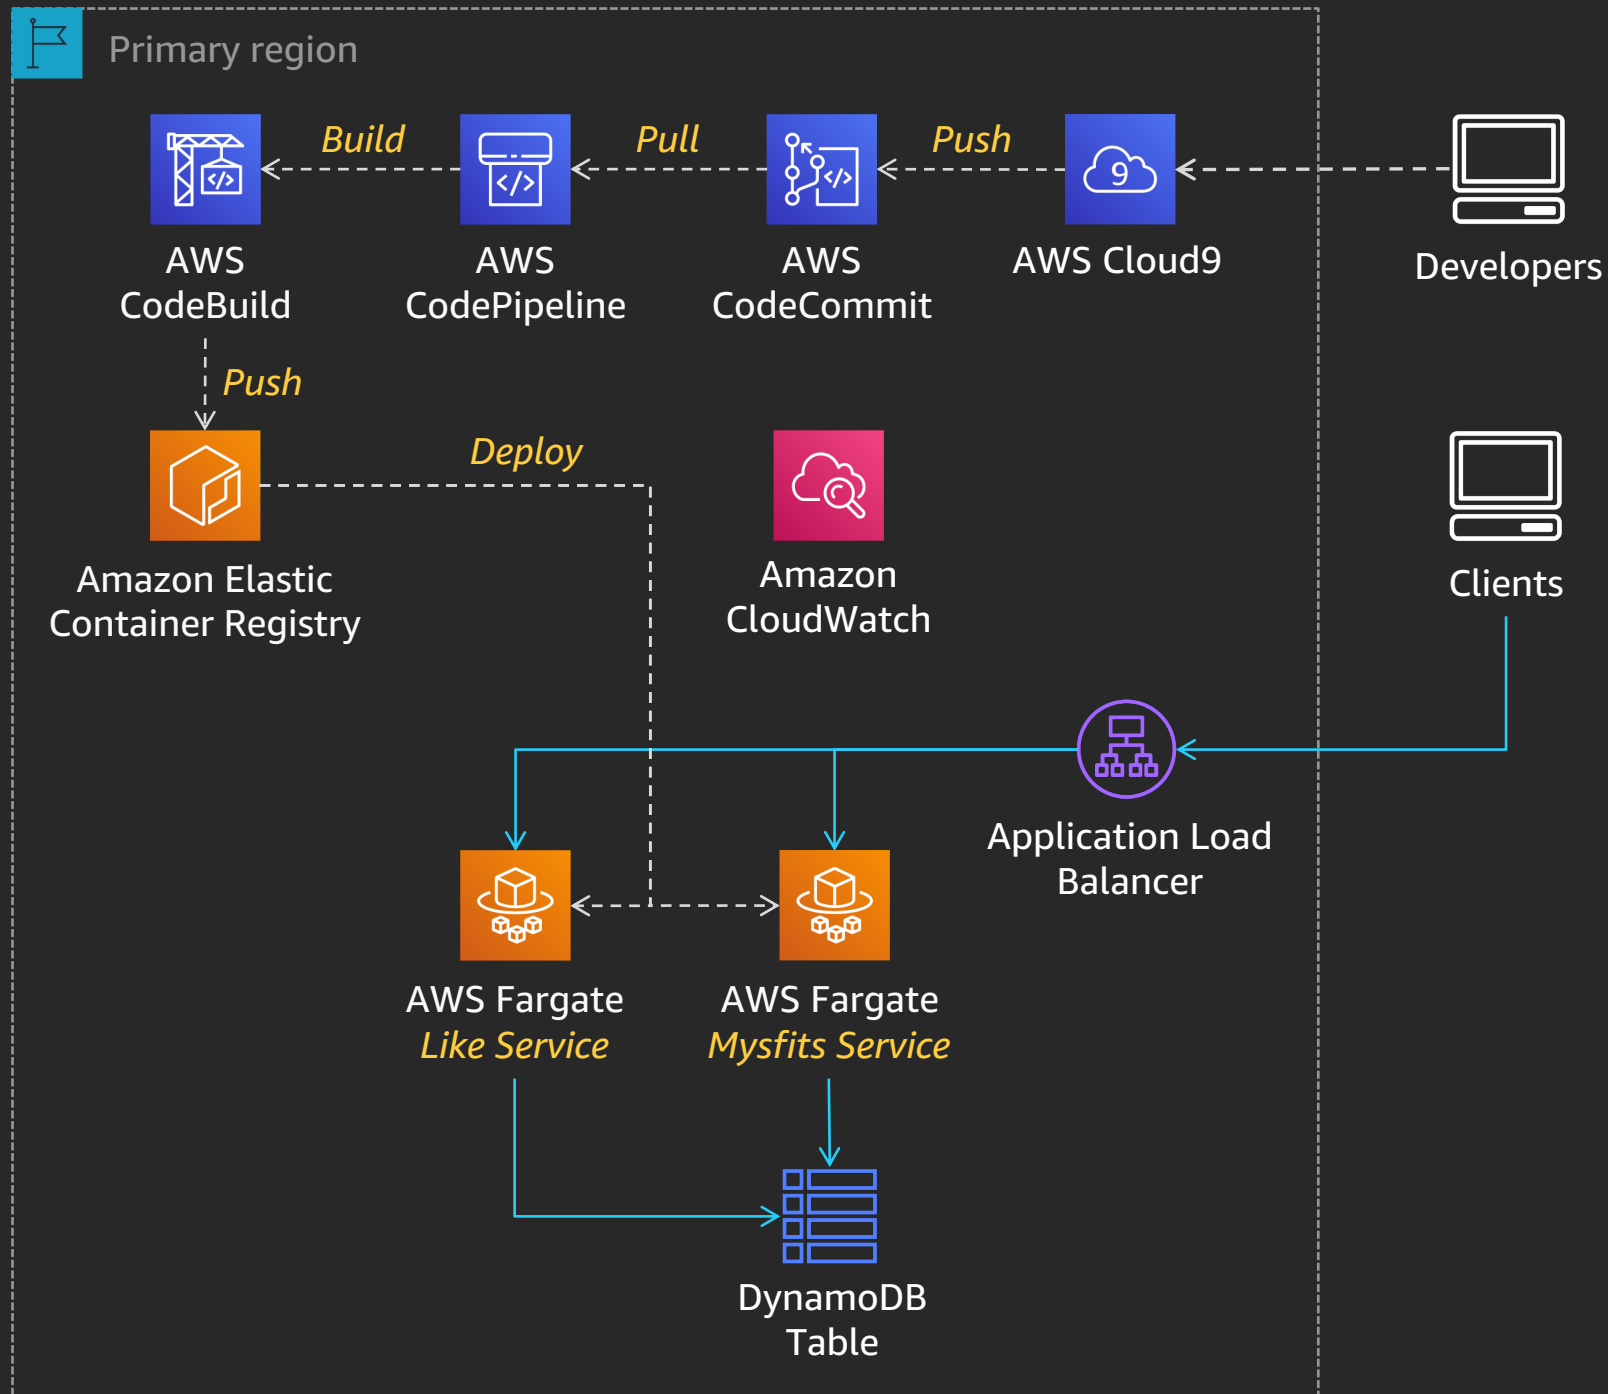 Primary region
Build
Pull
Push
9
AWS
CodeBuild
AWS
CodePipeline
AWS
CodeCommit
AWS Cloud9
Developers
Push
Deploy
Amazon Elastic
Container Registry
Amazon
CloudWatch
Clients
Application Load
Balancer
AWS Fargate
Like Service
AWS Fargate
Mysfits Service
DynamoDB
Table